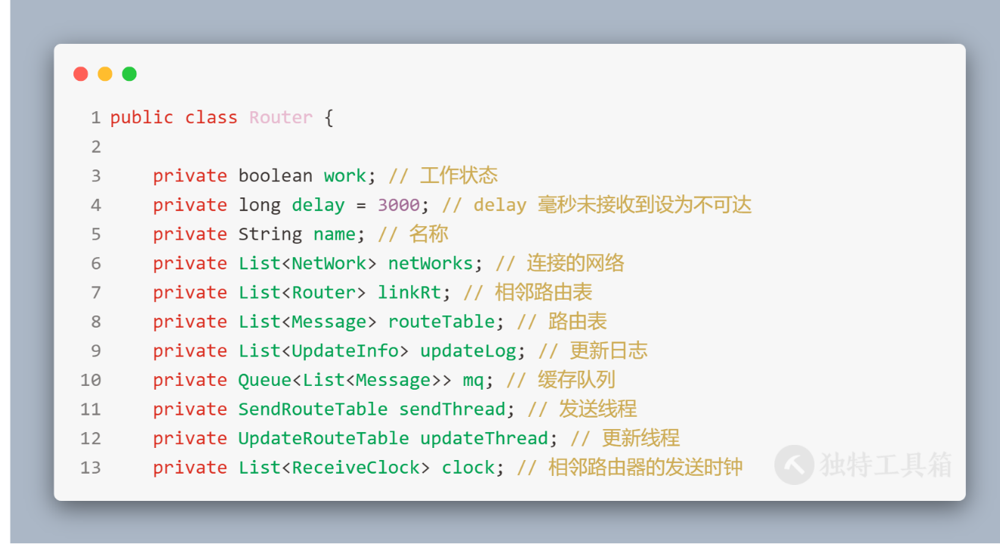 1 public class Router {
2
3     private boolean work; // 工作状态
4     private long delay = 3000; // delay 毫秒未接收到设为不可达
5     private String name; // 名称
6     private List<NetWork> netWorks; // 连接的网络
7     private List<Router> linkRt; // 相邻路由表
8     private List<Message> routeTable; // 路由表
9     private List<UpdateInfo> updateLog; // 更新日志
10     private Queue<List<Message>> mq; // 缓存队列
11     private SendRouteTable sendThread; // 发送线程
12     private UpdateRouteTable updateThread; // 更新线程
13     private List<ReceiveClock> clock; // 相邻路由器的发送时钟
独特工具箱